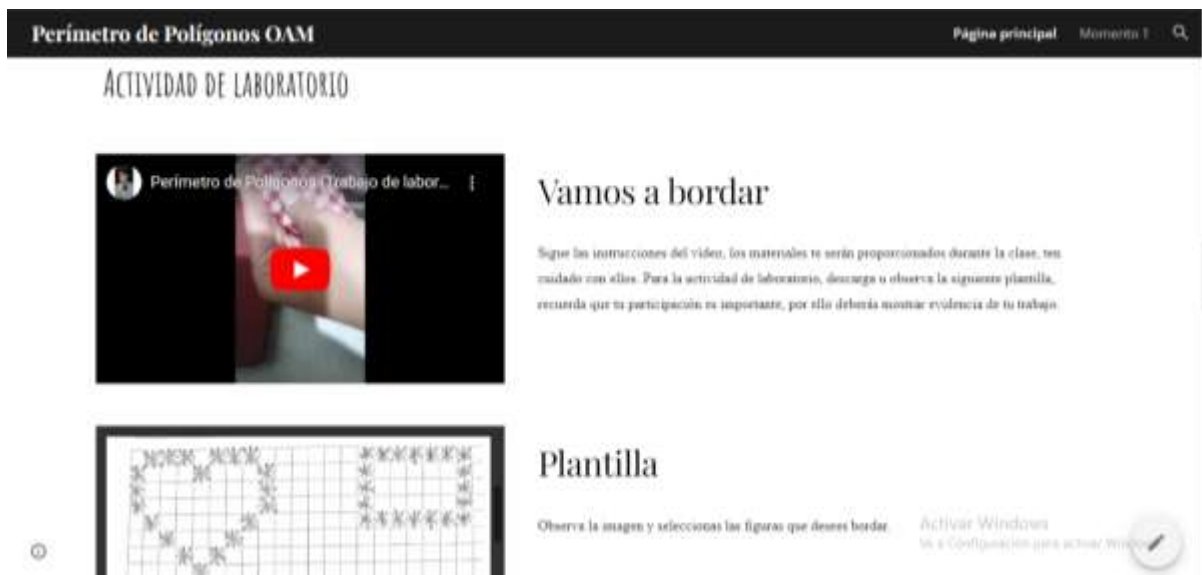 Perímetro de Polígonos OAM
Página principal Momento 1
ACTIVIDAD DE LABORATORIO
Perímetro de Polígonos (Trabajo de labor...
Vamos a bordar
Sigue las instrucciones del video, los materiales te serán proporcionados durante la clase, ten
cuidado con ellos. Para la actividad de laboratorio, descarga u observa la siguiente plantilla,
recuerda que tu participación es importante, por ello deberás mostrar evidencia de tu trabajo.
Plantilla
Observa la imagen y seleccionas las figuras que desees bordar.
Activar Windows
Ve a Configuración para activar Windows